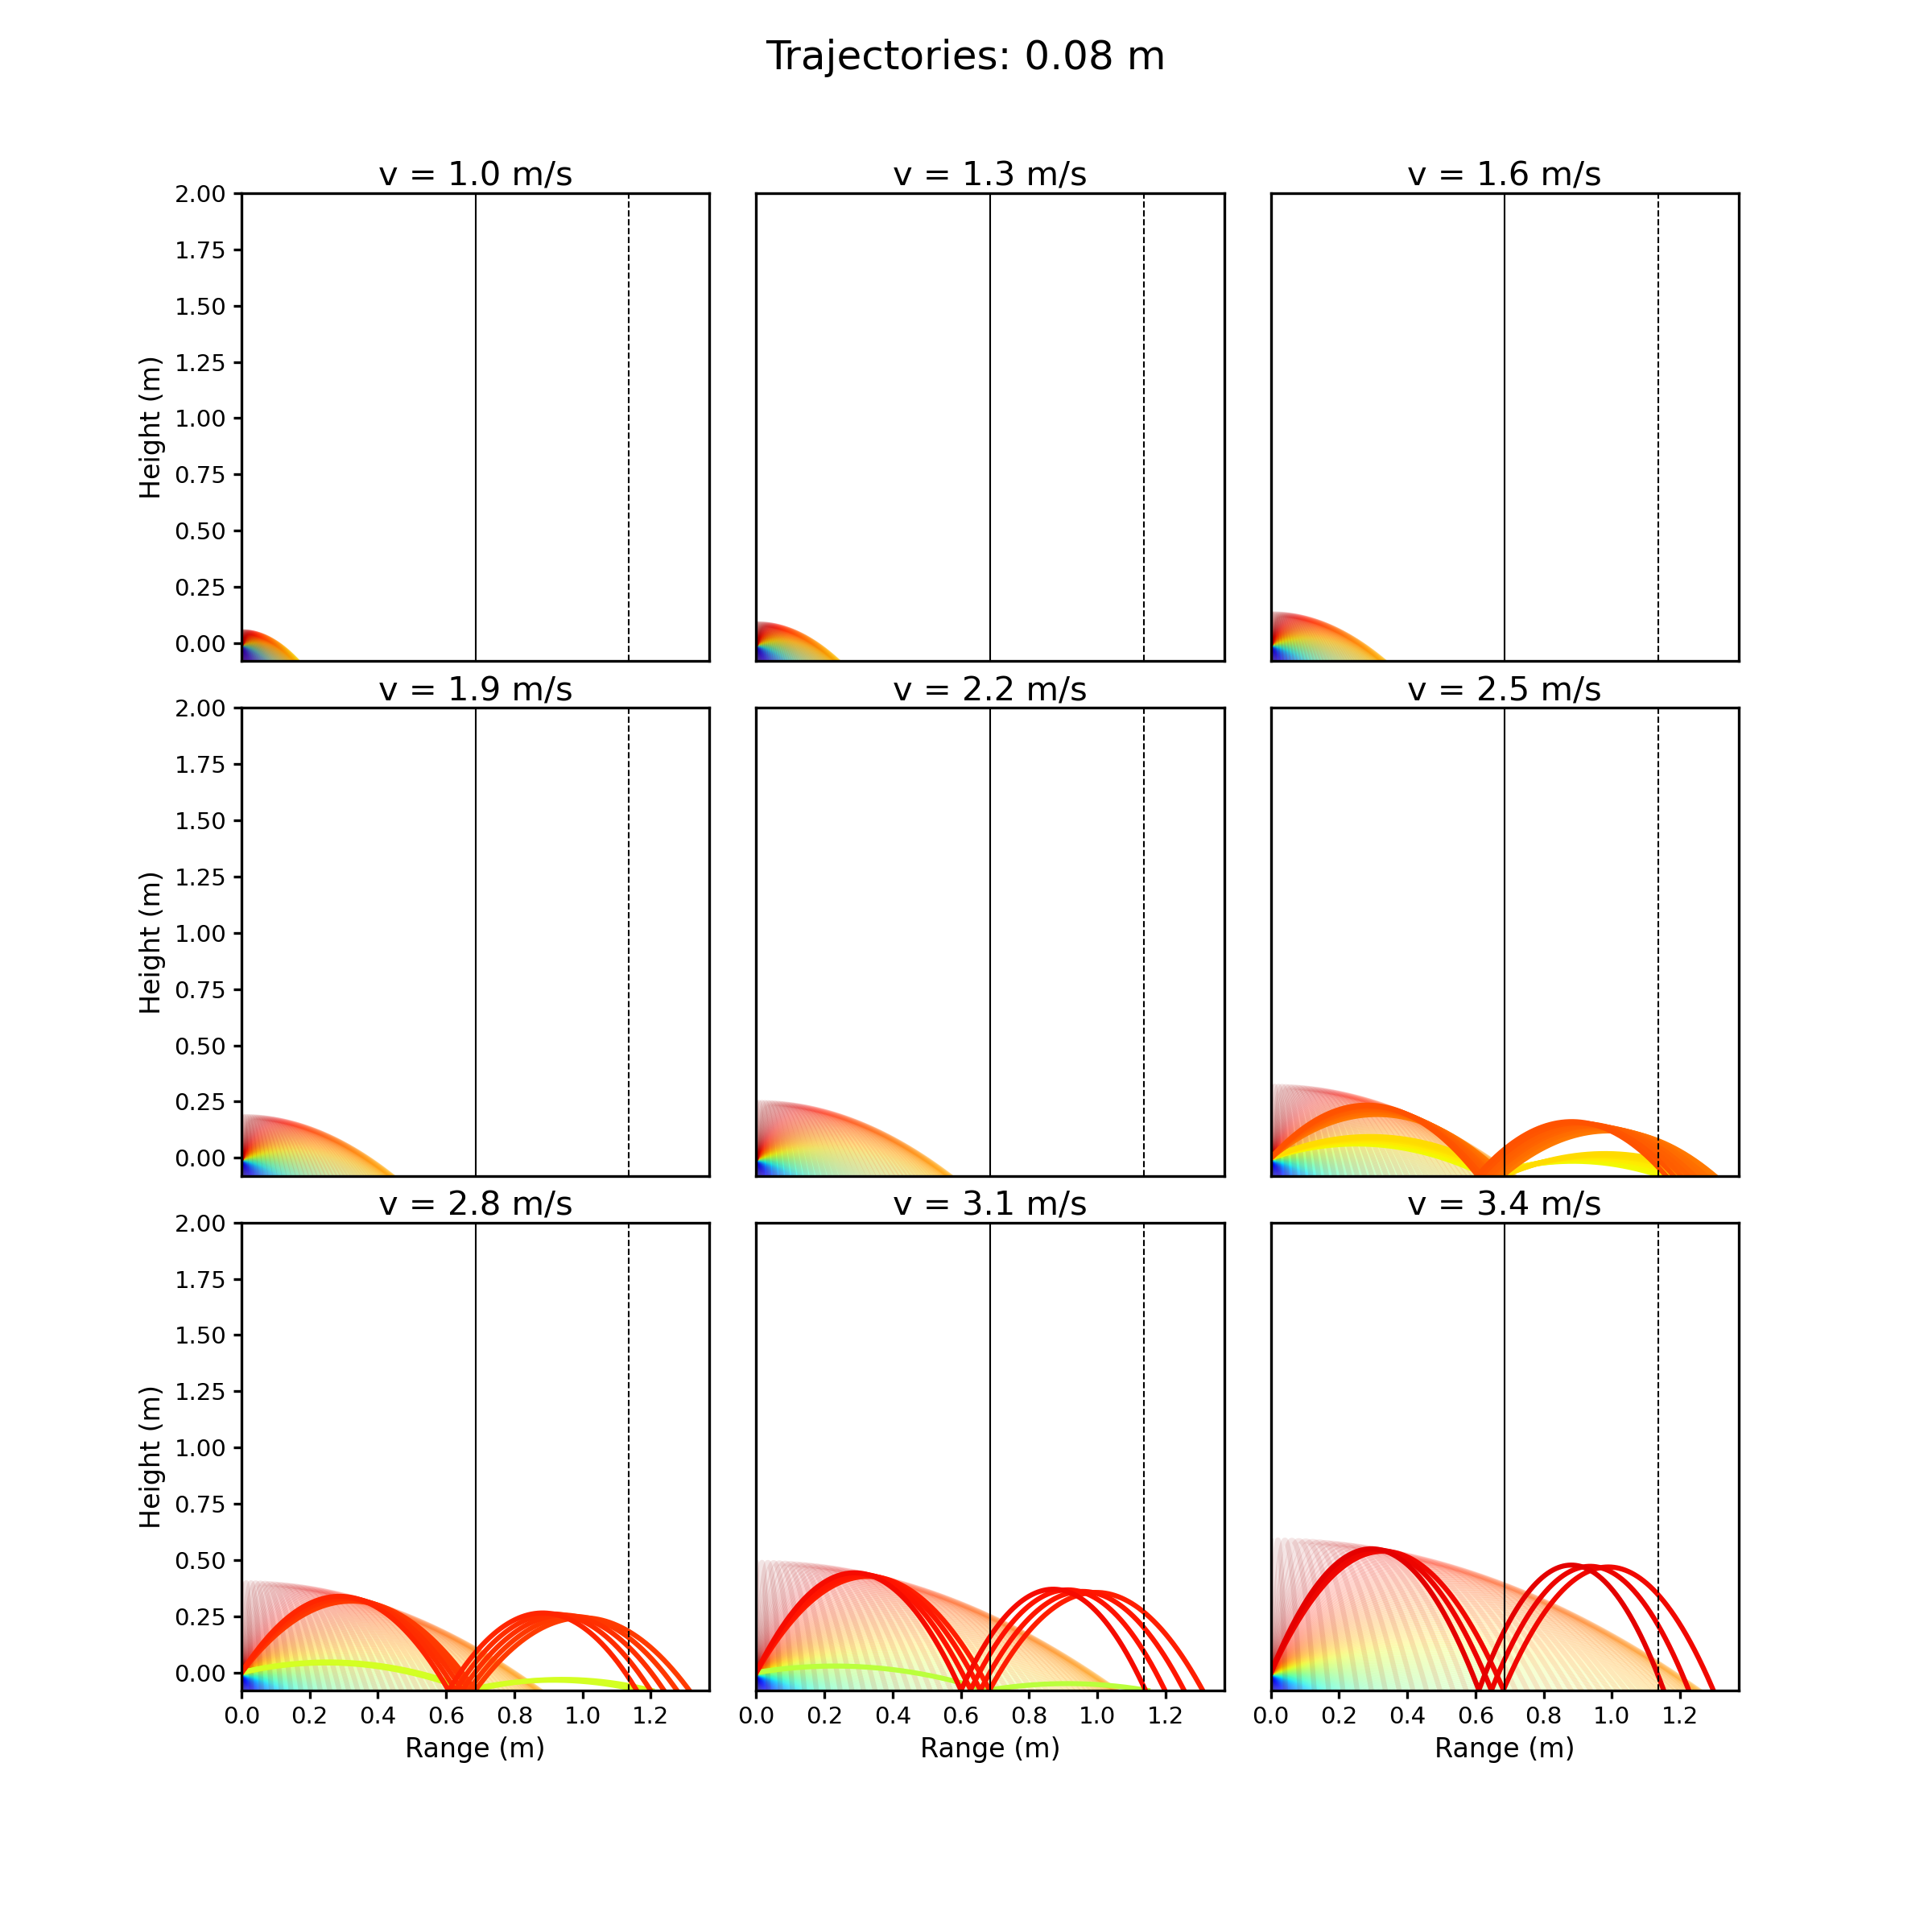 Trajectories: 0.08 m
v = 1.0 m/s
v = 1.3 m/s
v = 1.6 m/s
2.00
1.75
1.50
1.25
1.00
0.75
0.50
0.25
0.00
Height (m)
v = 1.9 m/s
v = 2.2 m/s
v = 2.5 m/s
2.00
1.75
1.50
1.25
1.00
0.75
0.50
0.25
0.00
Height (m)
v = 2.8 m/s
v = 3.1 m/s
v = 3.4 m/s
2.00
1.75
1.50
1.25
1.00
0.75
0.50
0.25
0.00
Height (m)
0.0 0.2 0.4 0.6 0.8 1.0 1.2
0.0 0.2 0.4 0.6 0.8 1.0 1.2
0.0 0.2 0.4 0.6 0.8 1.0 1.2
Range (m)
Range (m)
Range (m)